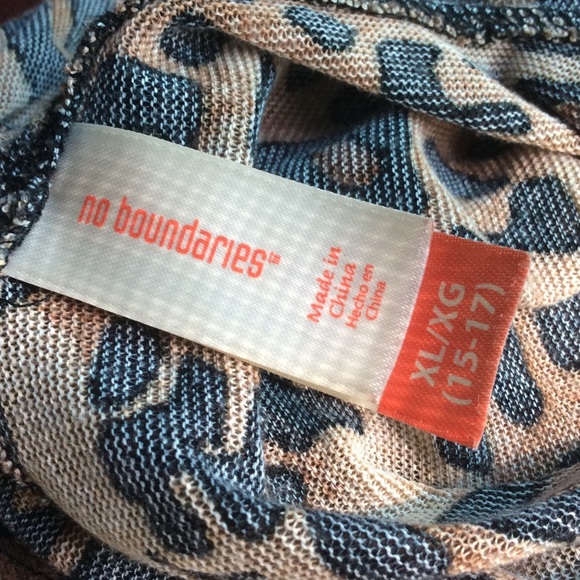 no boundaries
Made in
China
Hecho en
China
XL/XG
(15-17)